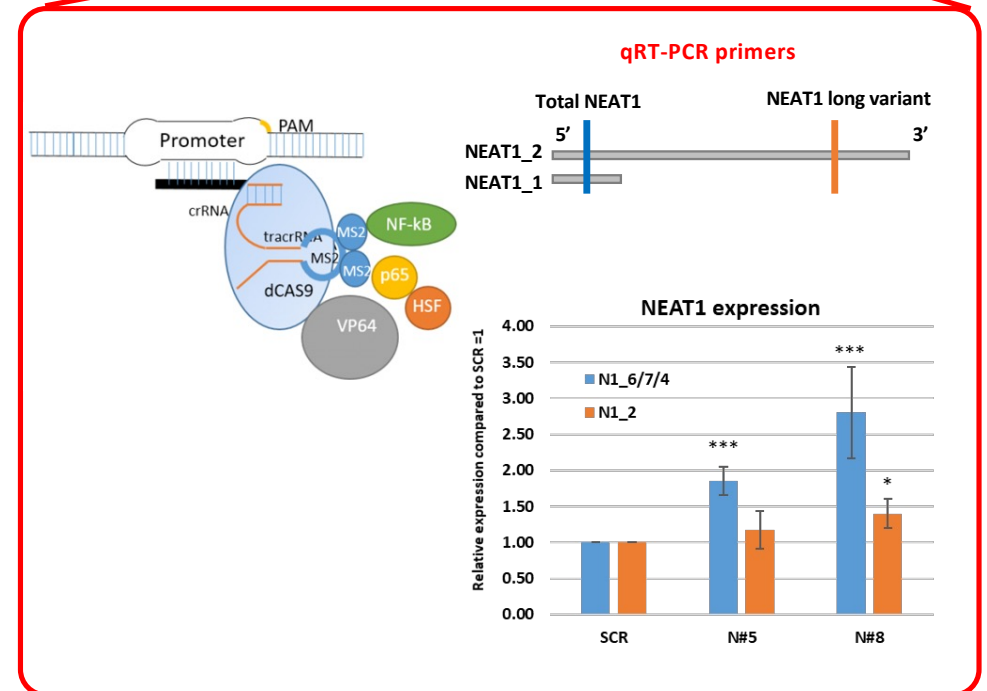 qRT-PCR primers
Total NEAT1
NEAT1 long variant
5’
3’
NEAT1_2
NEAT1_1
PAM
Promoter
crRNA
tracrRNA
MS2
MS2
MS2
NF-kB
p65
HSF
dCAS9
VP64
NEAT1 expression
Relative expression compared to SCR =1
4.00
3.50
3.00
2.50
2.00
1.50
1.00
0.50
0.00
N1_6/7/4
N1_2
***
***
*
SCR
N#5
N#8